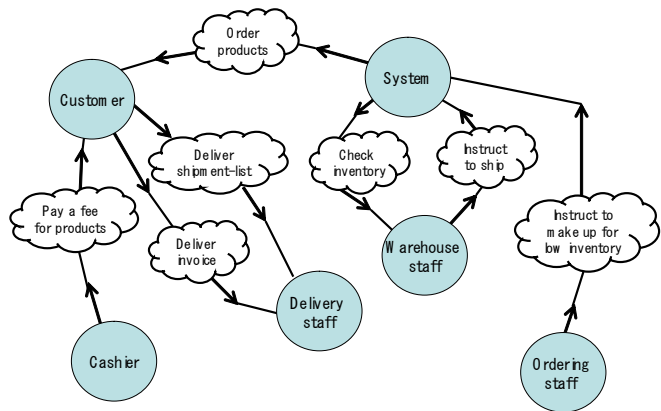 Order
products
System
Customer
Deliver
shipment-list
Check
inventory
Instruct
to ship
Pay a fee
for products
Instruct to
make up for
low inventory
Deliver
invoice
Warehouse
staff
Delivery
staff
Cashier
Ordering
staff